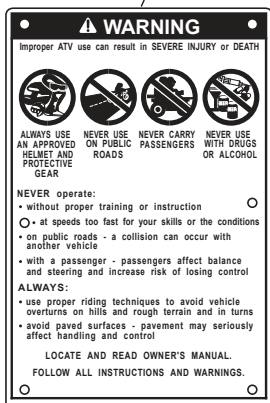 ⚠ WARNING
Improper ATV use can result in SEVERE INJURY or DEATH
ALWAYS USE
AN APPROVED
HELMET AND
PROTECTIVE
GEAR
NEVER USE
ON PUBLIC
ROADS
NEVER CARRY
PASSENGERS
NEVER USE
WITH DRUGS
OR ALCOHOL
NEVER operate:
• without proper training or instruction
• at speeds too fast for your skills or the conditions
• on public roads - a collision can occur with
another vehicle
• with a passenger - passengers affect balance
and steering and increase risk of losing control
ALWAYS:
• use proper riding techniques to avoid vehicle
overturns on hills and rough terrain and in turns
• avoid paved surfaces - pavement may seriously
affect handling and control
LOCATE AND READ OWNER'S MANUAL.
FOLLOW ALL INSTRUCTIONS AND WARNINGS.